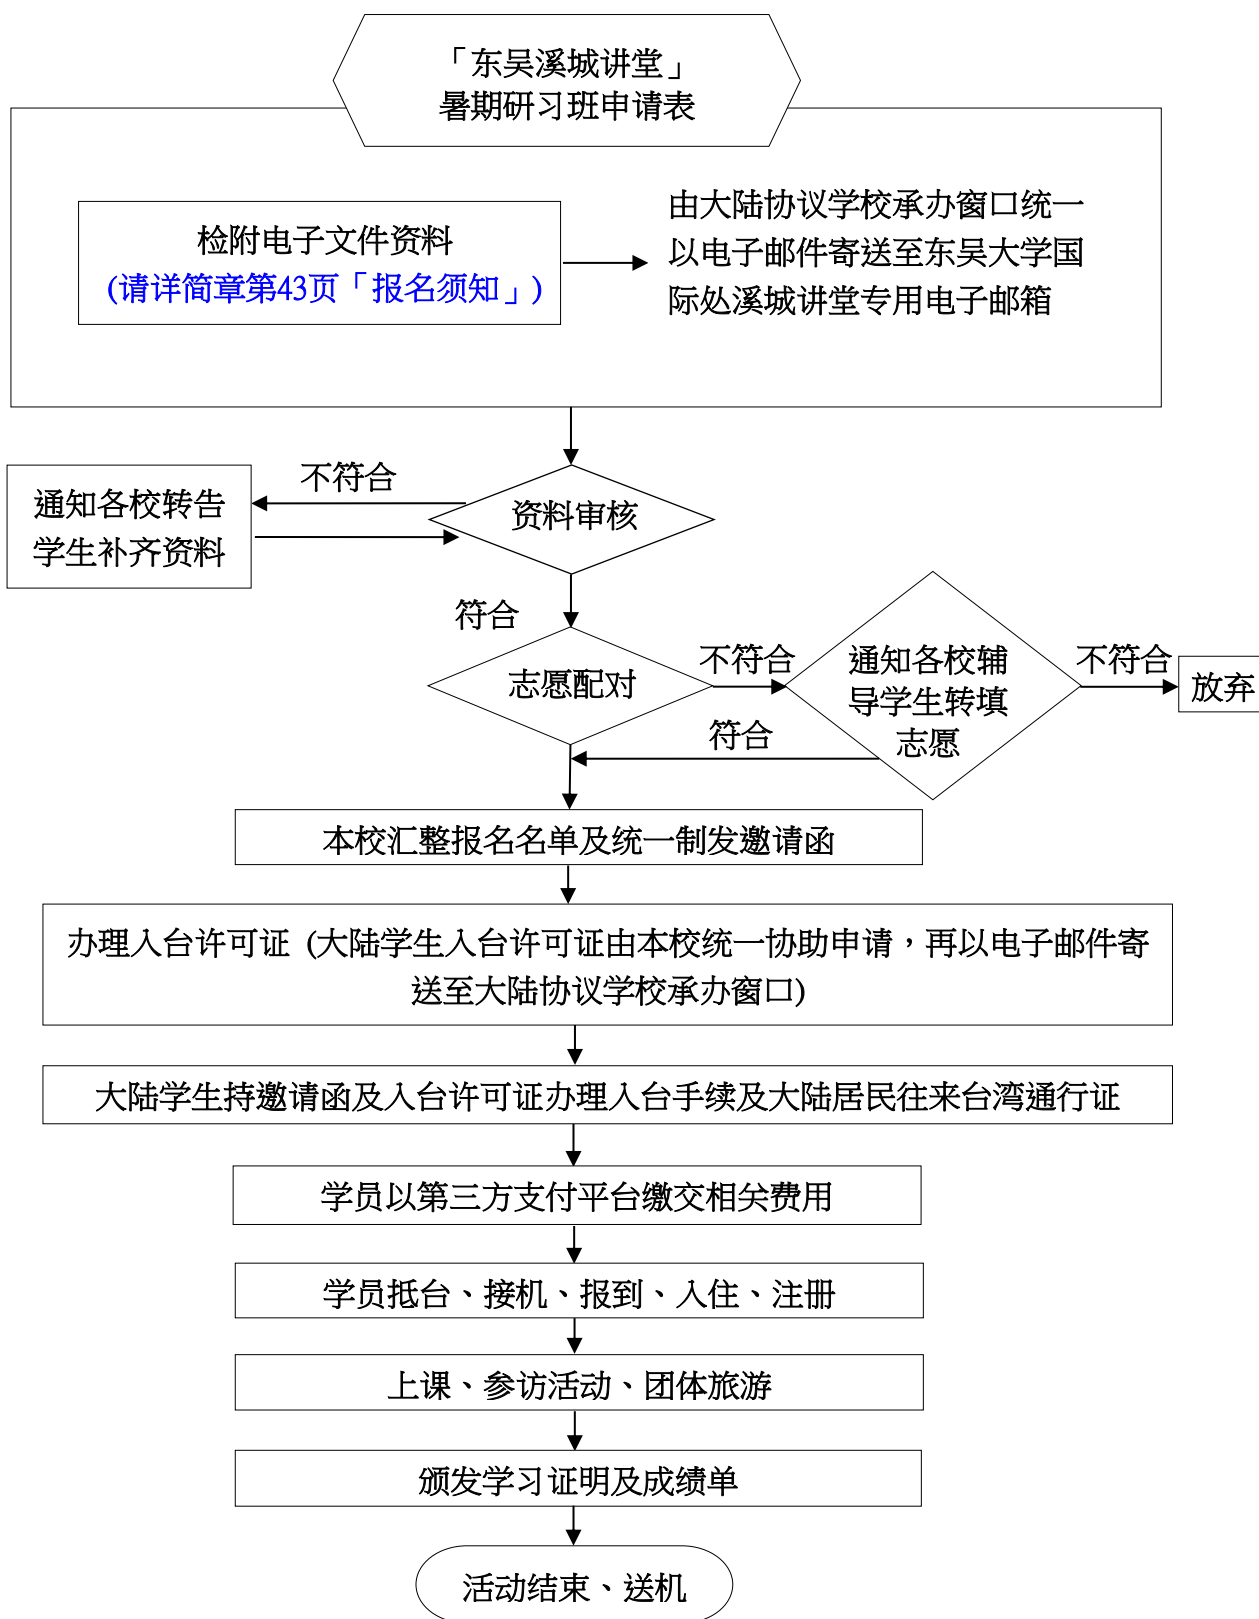 「东吴溪城讲堂」
暑期研习班申请表
检附电子文件资料
(请详简章第43页「报名须知」)
由大陆协议学校承办窗口统一
以电子邮件寄送至东吴大学国
际处溪城讲堂专用电子邮箱
不符合
通知各校转告
学生补齐资料
资料审核
符合
志愿配对
不符合
通知各校辅
导学生转填
志愿
不符合
放弃
符合
本校汇整报名名单及统一制发邀请函
办理入台许可证 (大陆学生入台许可证由本校统一协助申请，再以电子邮件寄
送至大陆协议学校承办窗口)
大陆学生持邀请函及入台许可证办理入台手续及大陆居民往来台湾通行证
学员以第三方支付平台缴交相关费用
学员抵台、接机、报到、入住、注册
上课、参访活动、团体旅游
颁发学习证明及成绩单
活动结束、送机